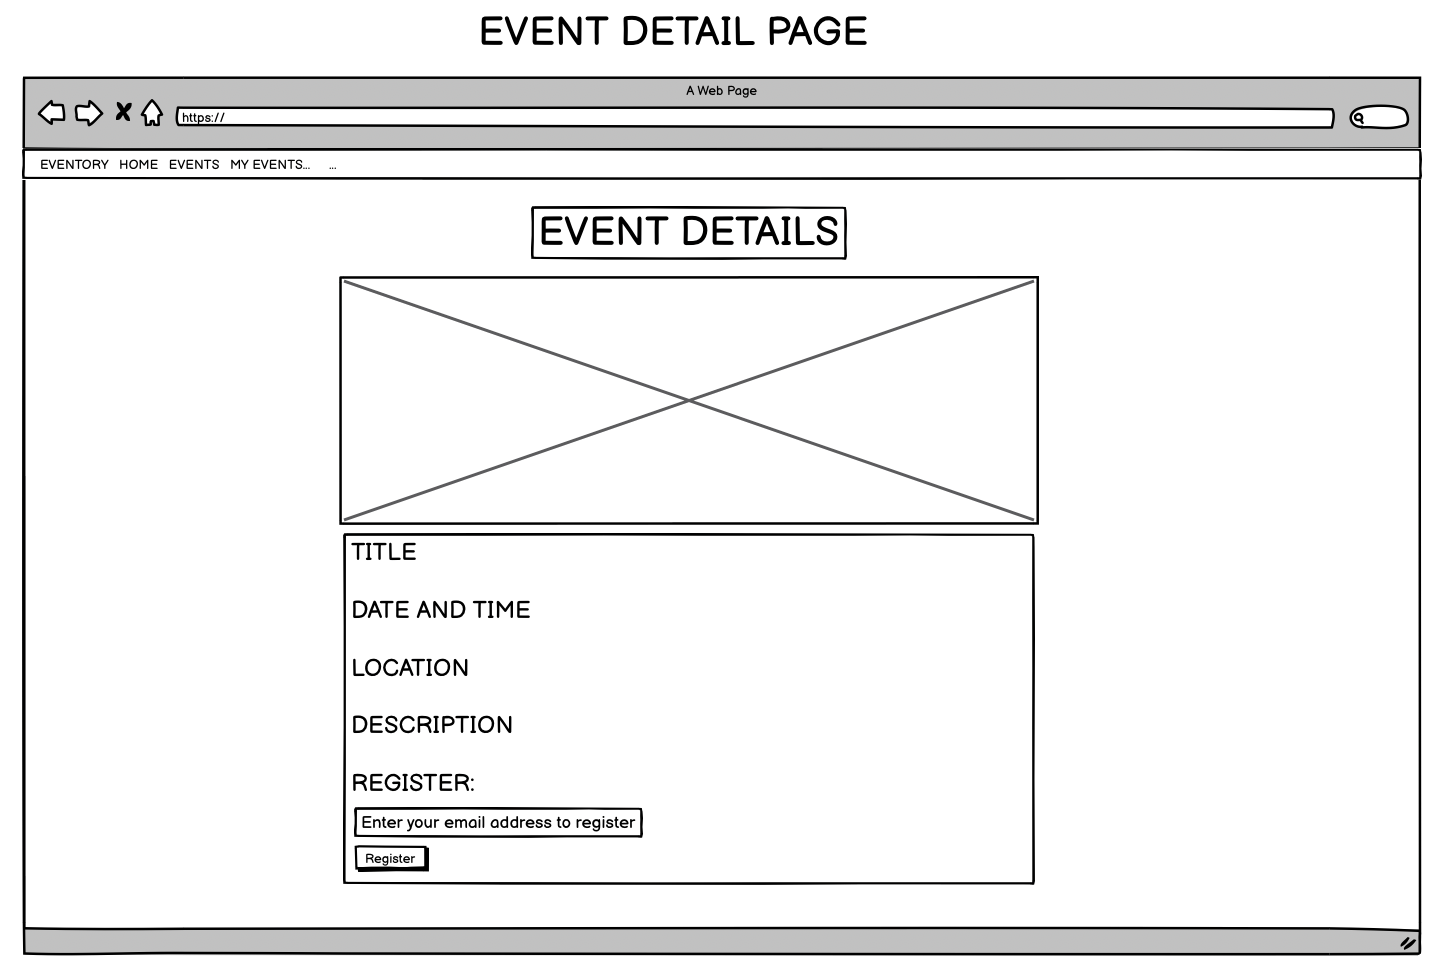 EVENT DETAIL PAGE
A Web Page
https://
EVENTORY HOME EVENTS MY EVENTS... ...
EVENT DETAILS
TITLE
DATE AND TIME
LOCATION
DESCRIPTION
REGISTER:
Enter your email address to register
Register